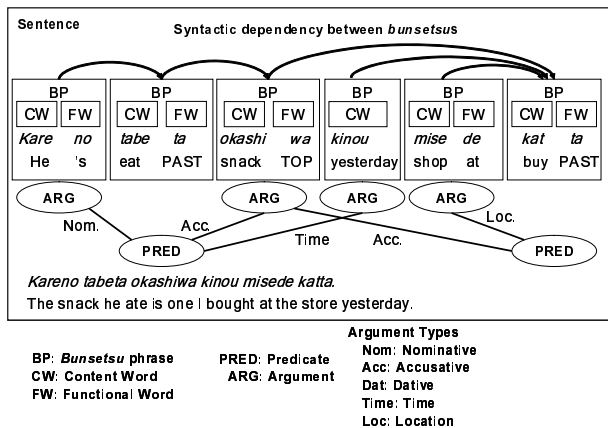 Sentence
Syntactic dependency between bunsetsus
BP BP BP BP BP BP
CW FW CW FW CW FW CW CW FW CW FW
Kare no tabe ta okashi wa kinou mise de kat ta
He 's eat PAST snack TOP yesterday shop at buy PAST
ARG ARG ARG ARG
Nom. Acc. Time Acc. Loc.
PRED PRED
Kareno tabeta okashiwa kinou misede katta.
The snack he ate is one I bought at the store yesterday.
BP: Bunsetsu phrase
CW: Content Word
FW: Functional Word
PRED: Predicate
ARG: Argument
Argument Types
Nom: Nominative
Acc: Accusative
Dat: Dative
Time: Time
Loc: Location